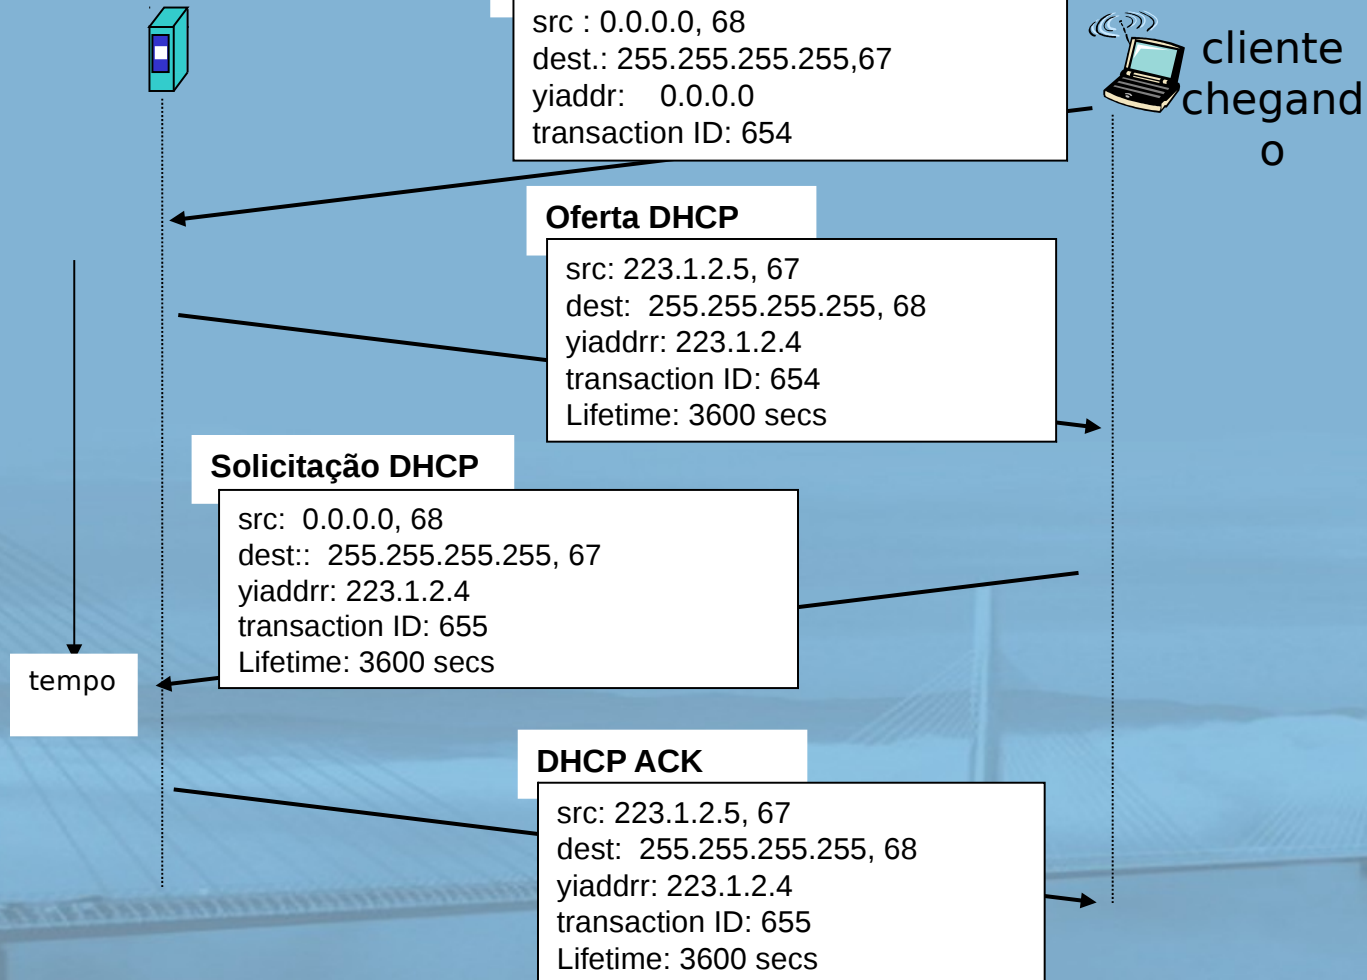 src : 0.0.0.0, 68
dest.: 255.255.255.255,67
yiaddr: 0.0.0.0
transaction ID: 654
cliente
chegand
o
Oferta DHCP
src: 223.1.2.5, 67
dest: 255.255.255.255, 68
yiaddrr: 223.1.2.4
transaction ID: 654
Lifetime: 3600 secs
Solicitação DHCP
src: 0.0.0.0, 68
dest:: 255.255.255.255, 67
yiaddrr: 223.1.2.4
transaction ID: 655
Lifetime: 3600 secs
tempo
DHCP ACK
src: 223.1.2.5, 67
dest: 255.255.255.255, 68
yiaddrr: 223.1.2.4
transaction ID: 655
Lifetime: 3600 secs